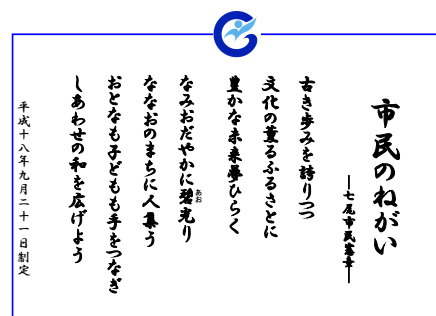 市民のねがい
―七尾市民憲章―
古き歩みを誇りつつ
文化の薫るふるさとに
豊かな未来夢ひらく
なみおだやかに碧光り
あお
ななおのまちに人集う
おとなも子どもも手をつなぎ
しあわせの和を広げよう
平成十八年九月二十一日制定